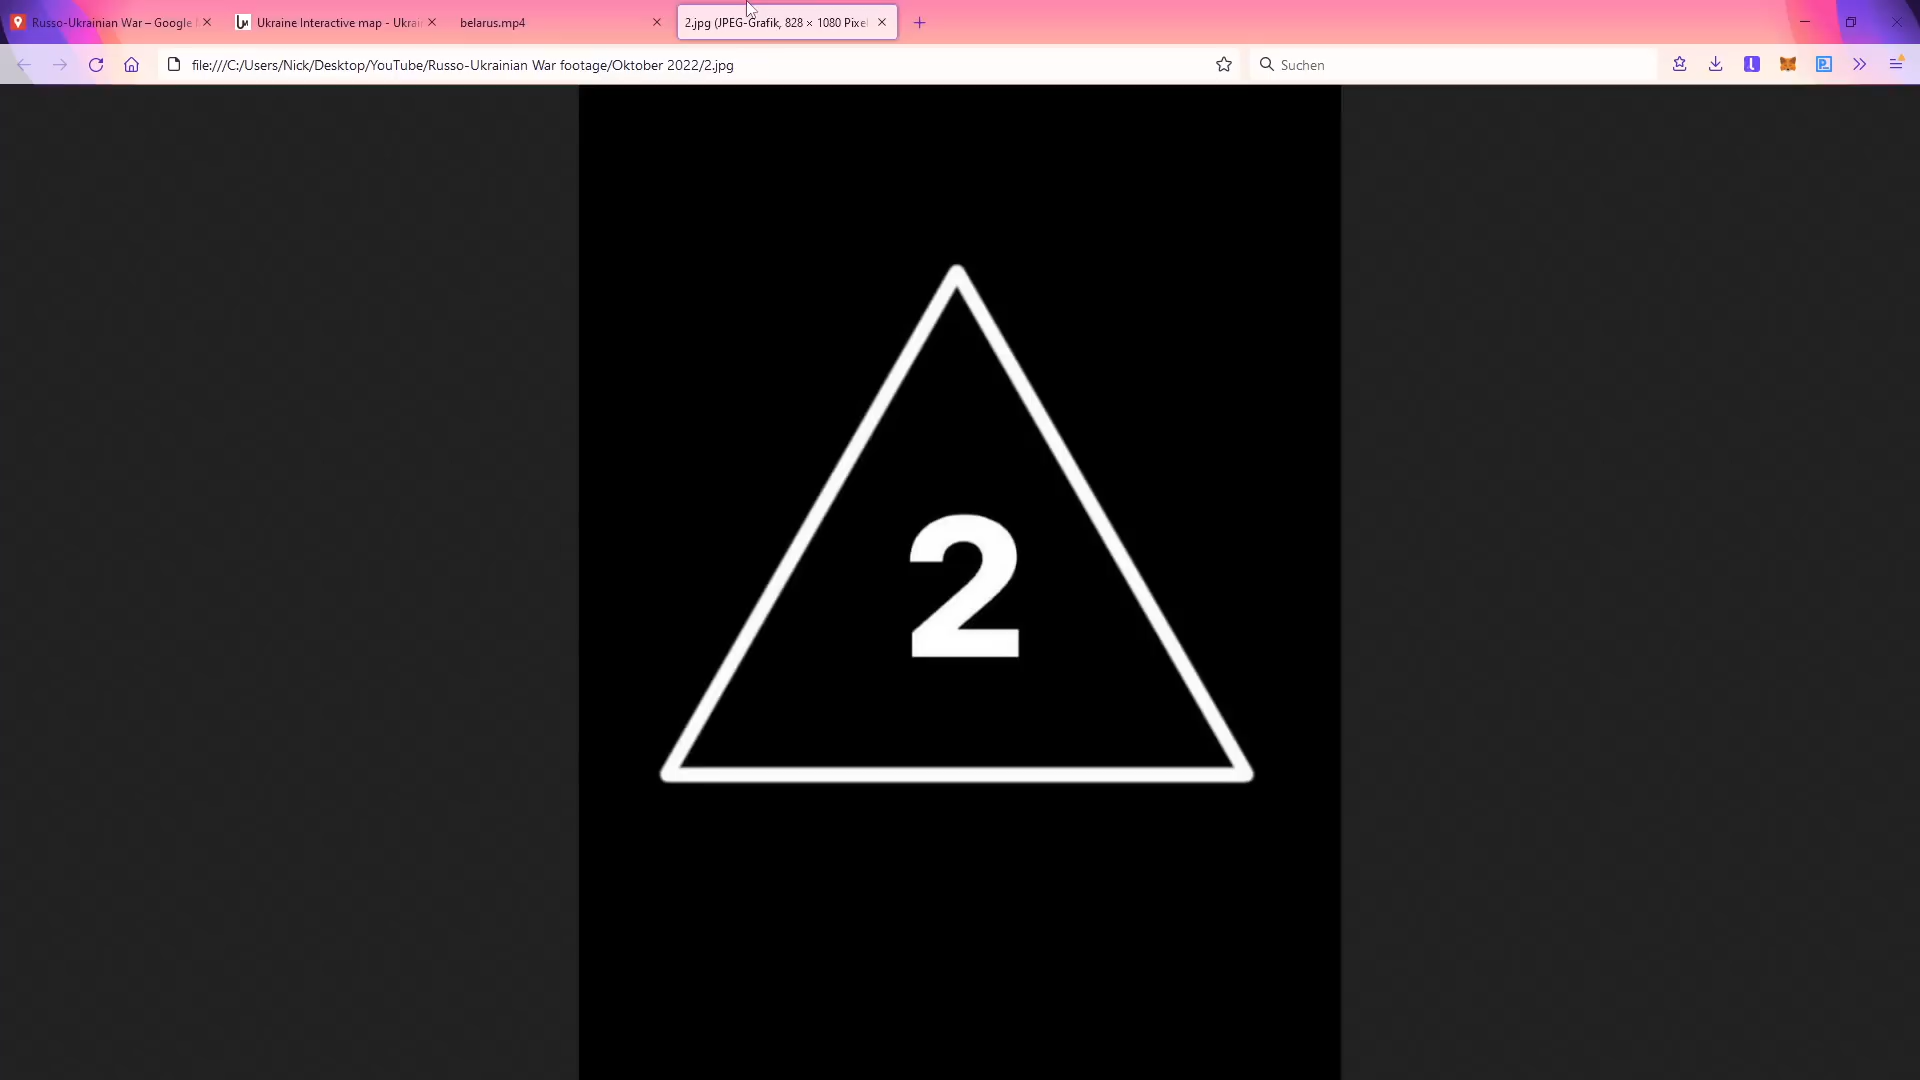 Russo-Ukrainian War – Google
Ukraine Interactive map - Ukrai
belarus.mp4
2.jpg (JPEG-Grafik, 828 × 1080 Pixel
file:///C:/Users/Nick/Desktop/YouTube/Russo-Ukrainian War footage/Oktober 2022/2.jpg
Suchen
2